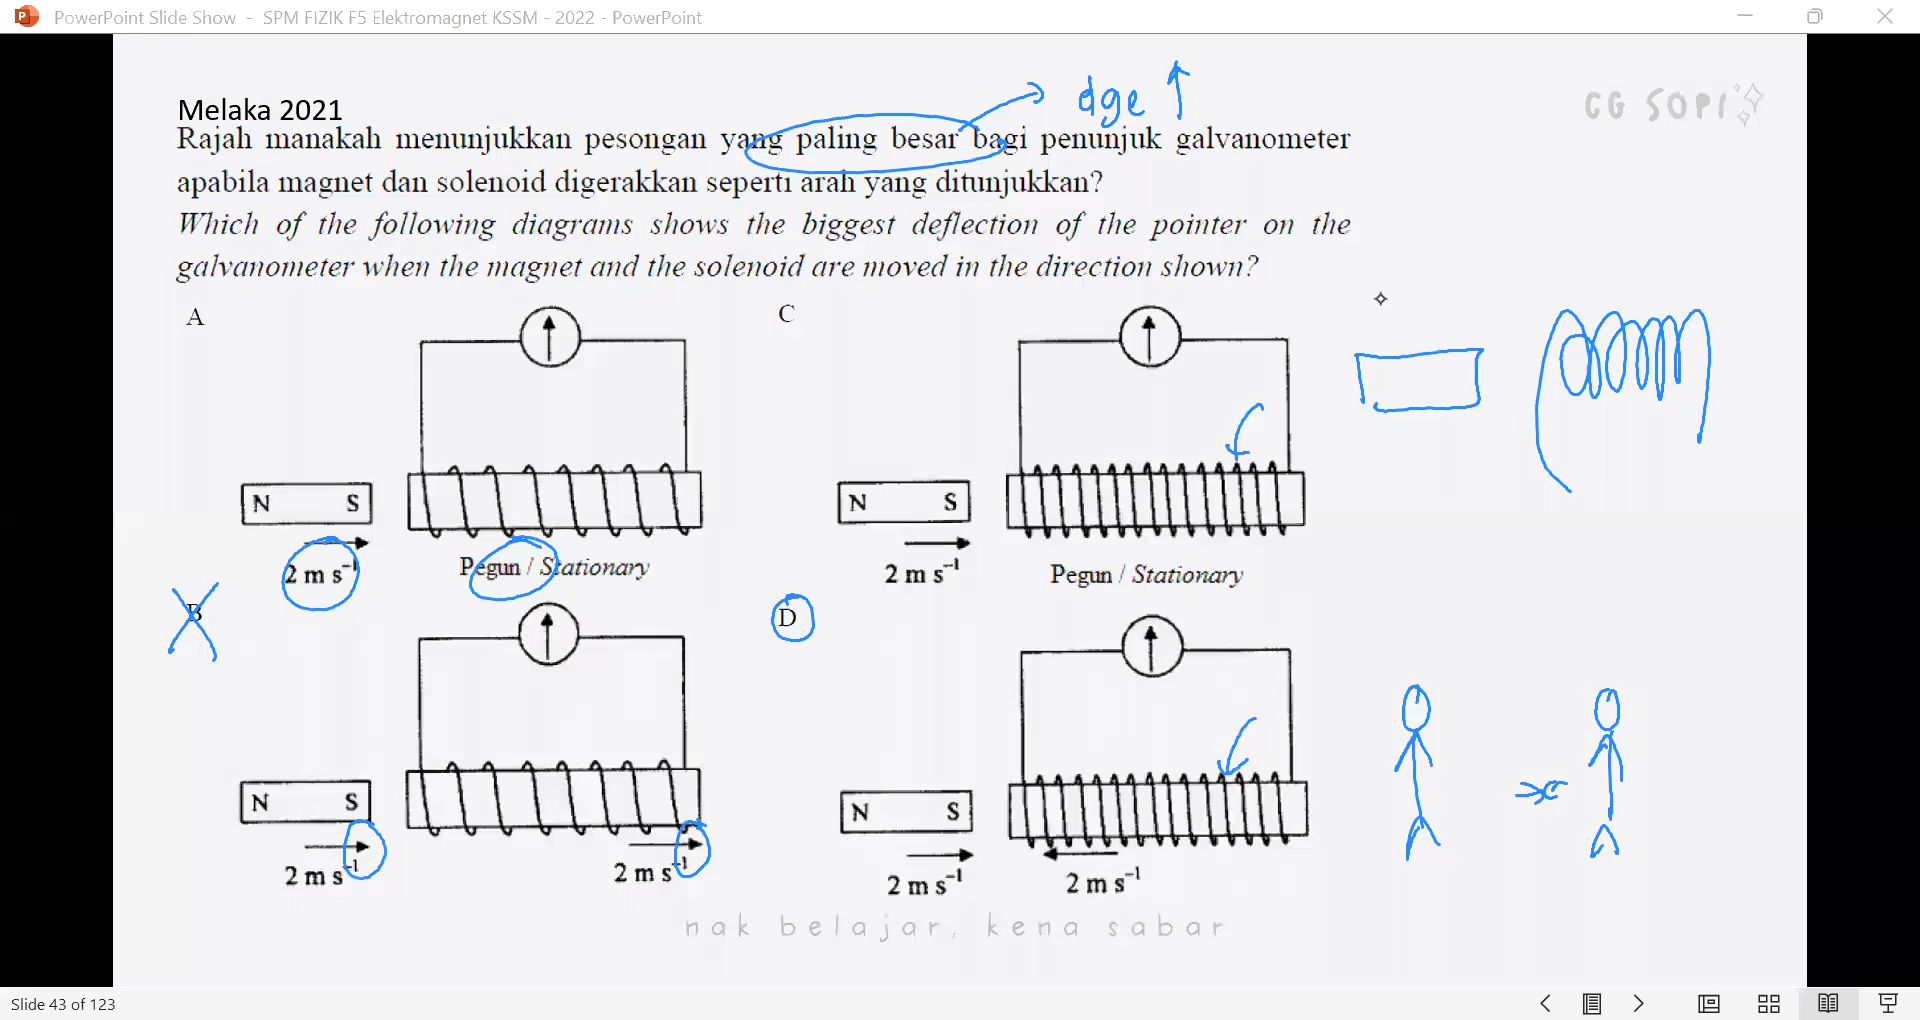 PowerPoint Slide Show - SPM FIZIK F5 Elektromagnet KSSM - 2022 - PowerPoint
dge ↑
CG SOPI
Melaka 2021
Rajah manakah menunjukkan pesongan yang paling besar bagi penunjuk galvanometer
apabila magnet dan solenoid digerakkan seperti arah yang ditunjukkan?
Which of the following diagrams shows the biggest deflection of the pointer on the
galvanometer when the magnet and the solenoid are moved in the direction shown?
A
N S
2 m s⁻¹
Pegun / Stationary
B
N S
2 m s⁻¹
2 m s⁻¹
C
N S
2 m s⁻¹
Pegun / Stationary
D
N S
2 m s⁻¹
2 m s⁻¹
nak belajar, kena sabar
Slide 43 of 123